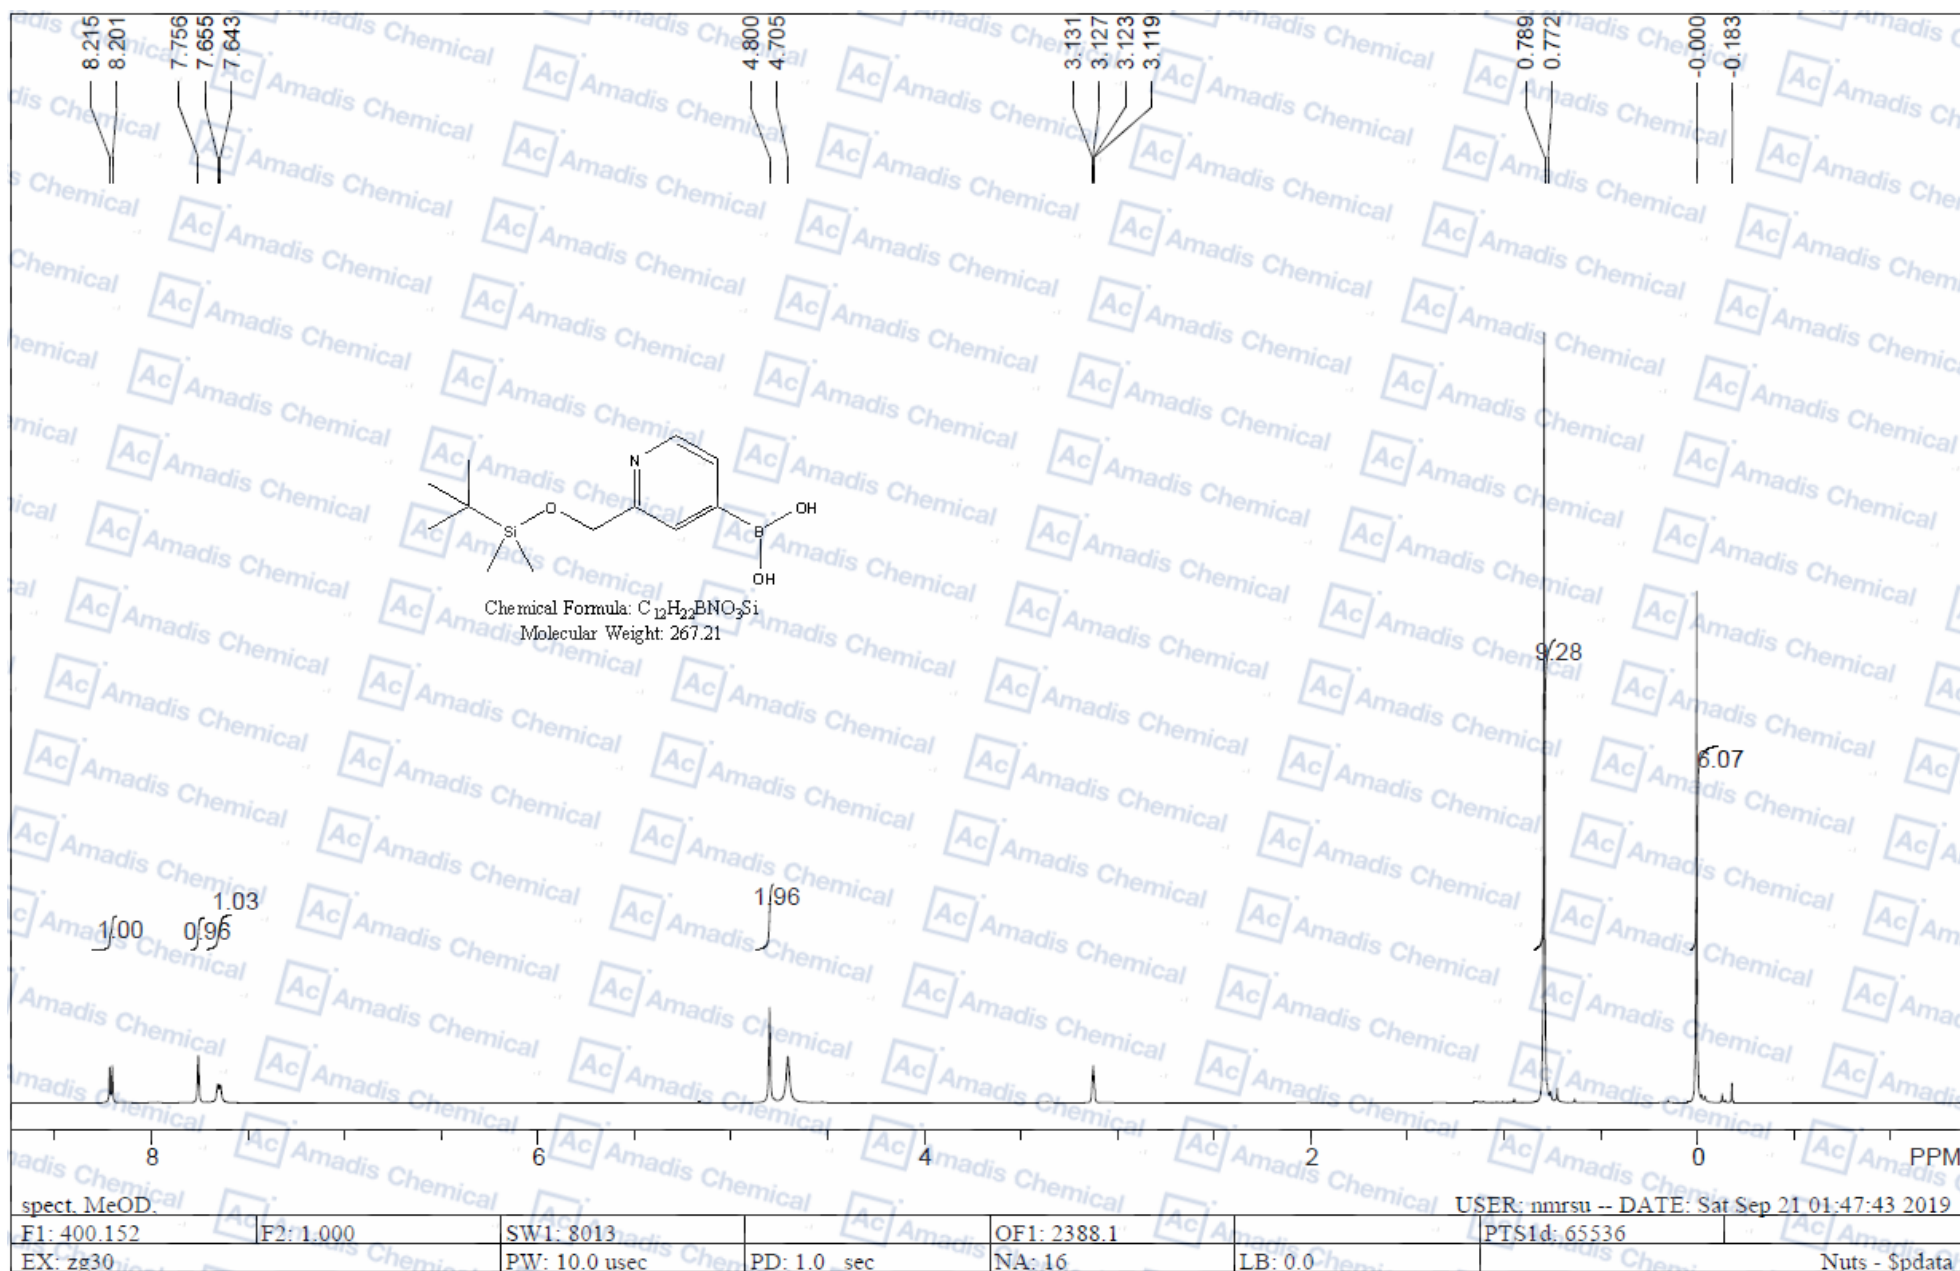 8.215
8.201
7.756
7.655
7.643
4.800
4.705
3.131
3.127
3.123
3.119
0.789
0.772
-0.000
-0.183
N
O
Si
B
OH
OH
Chemical Formula: C12H22BNO3Si
Molecular Weight: 267.21
9.28
6.07
1.00
0.96
1.03
1.96
8 6 4 2 0 PPM
spect. MeOD. USER: nmrsu -- DATE: Sat Sep 21 01:47:43 2019
F1: 400.152 F2: 1.000 SW1: 8013 OF1: 2388.1 PTS1d: 65536
EX: zg30 PW: 10.0 usec PD: 1.0 sec NA: 16 LB: 0.0 Nuts - $pdata
Ac Amadis Chemical